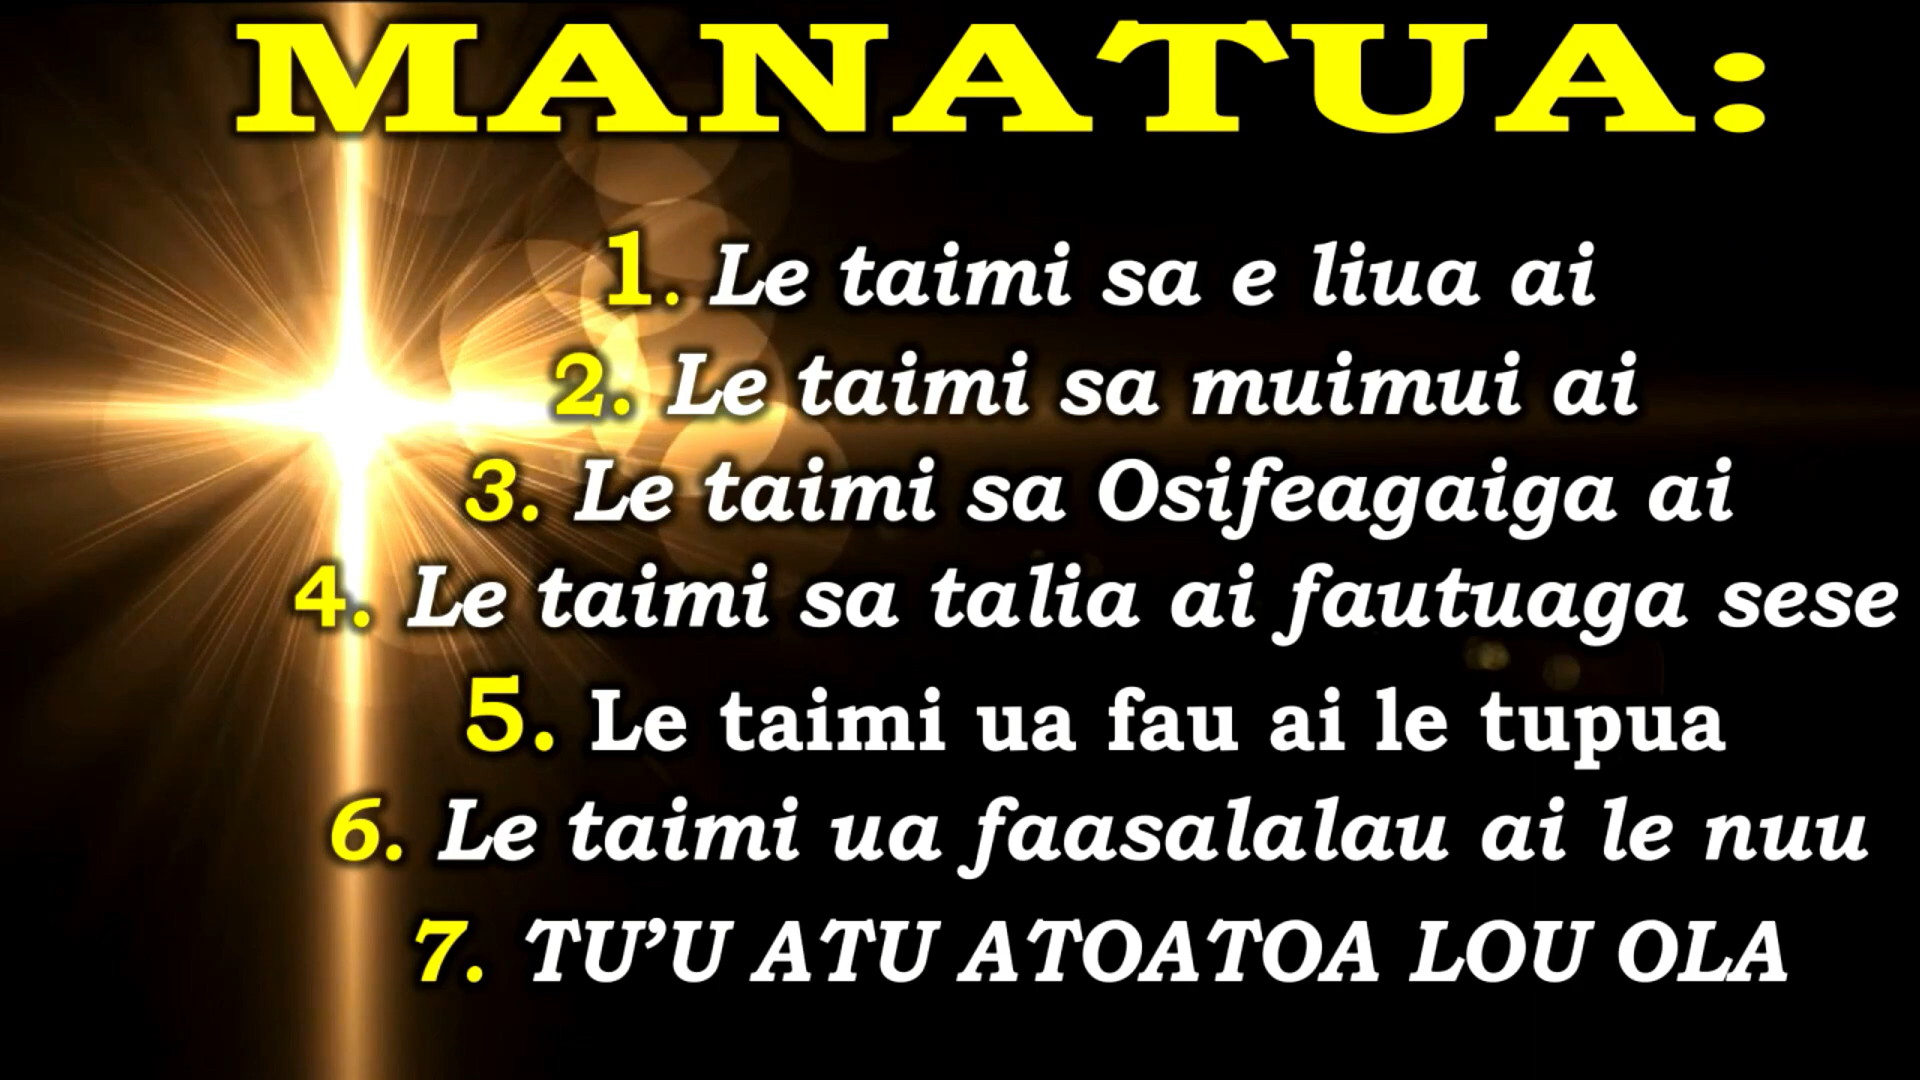 MANATUA:
1. Le taimi sa e liua ai
2. Le taimi sa muimui ai
3. Le taimi sa Osifeagaiga ai
4. Le taimi sa talia ai fautuaga sese
5. Le taimi ua fau ai le tupua
6. Le taimi ua faasalalau ai le nuu
7. TU’U ATU ATOATOA LOU OLA